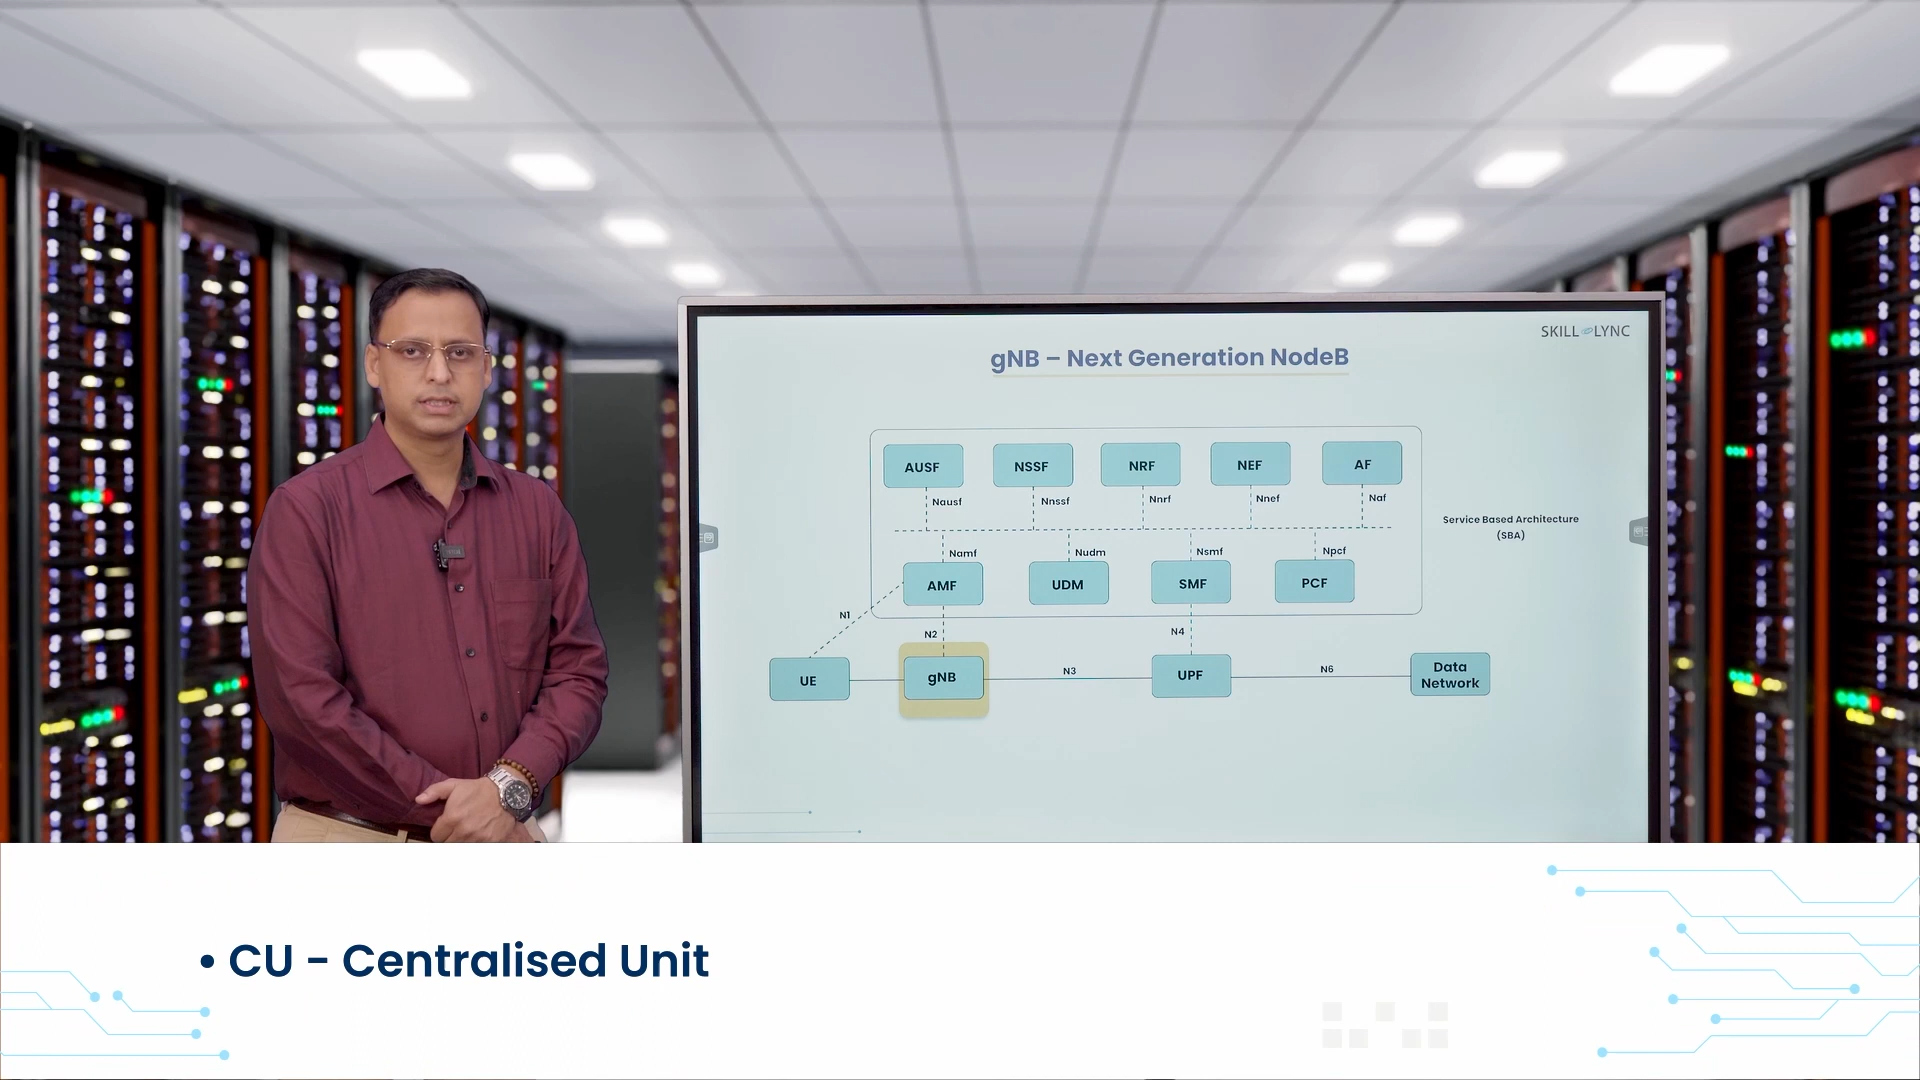 SKILL LYNC
gNB – Next Generation NodeB
AUSF NSSF NRF NEF AF
Nausf Nnssf Nnrf Nnef Naf
Service Based Architecture
(SBA)
Namf Nudm Nsmf Npcf
AMF UDM SMF PCF
N1
N2 N4
UE gNB N3 UPF N6 Data
Network
• CU - Centralised Unit